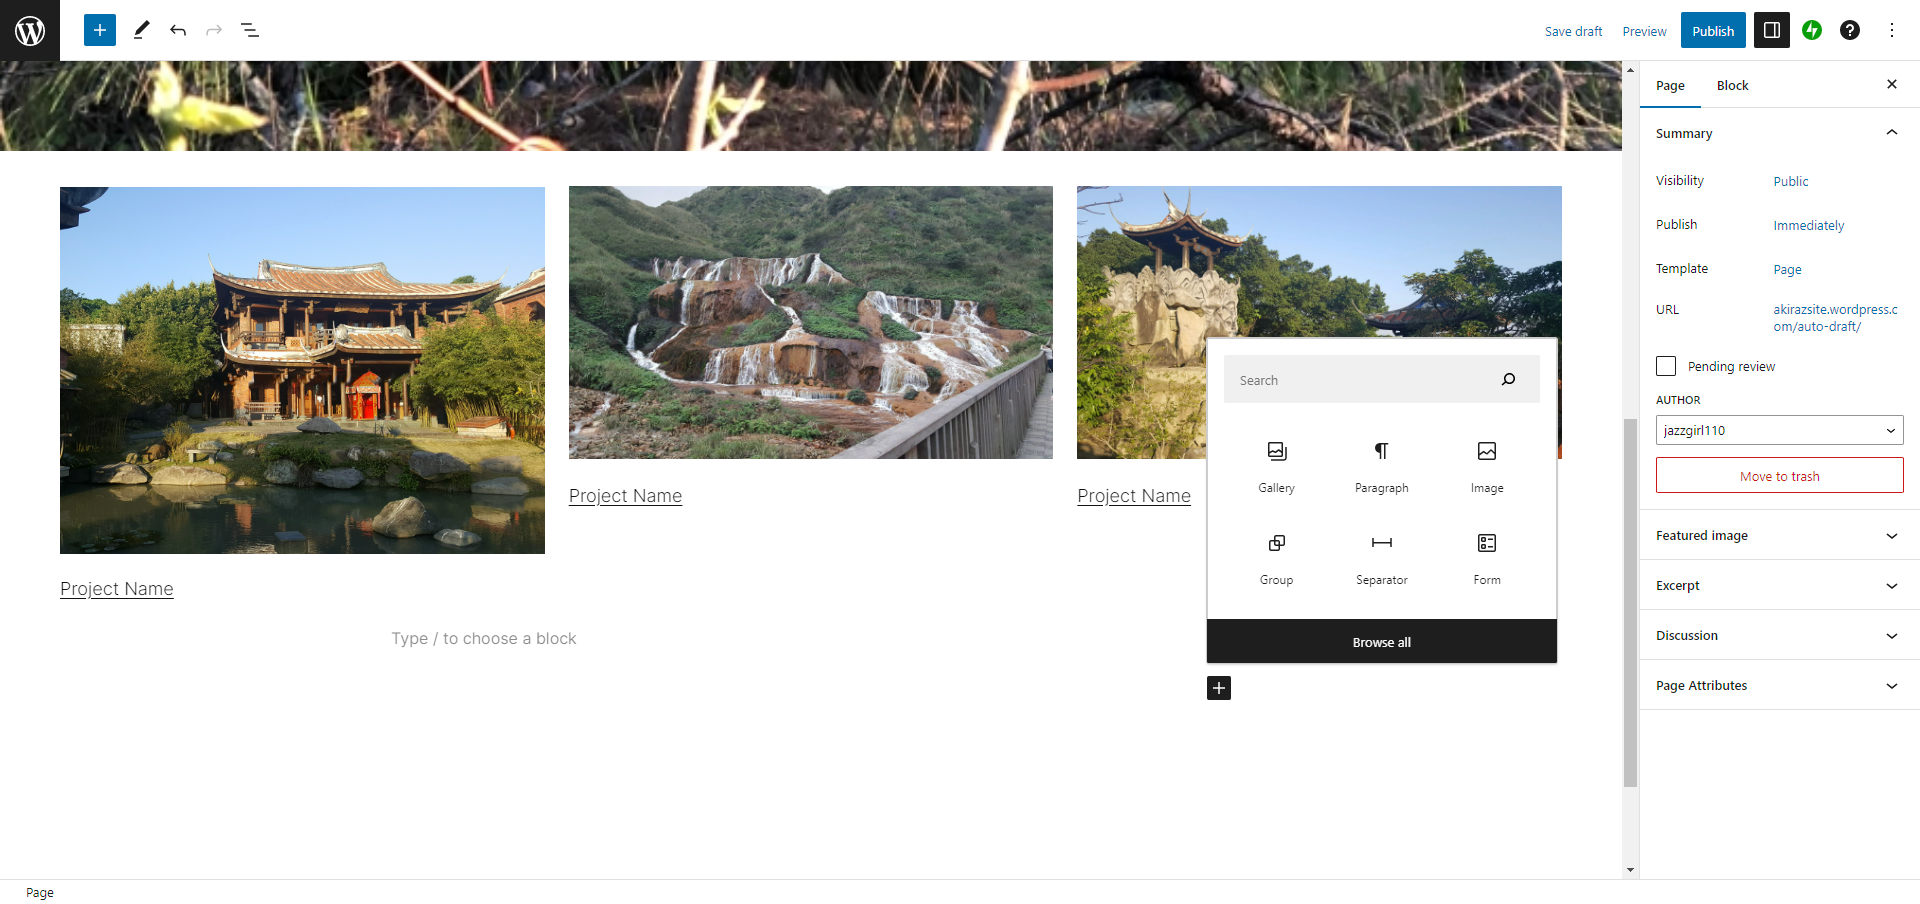 Save draft
Preview
Publish
Page
Block
Summary
Visibility
Public
Publish
Immediately
Template
Page
URL
akirazsite.wordpress.c
om/auto-draft/
Pending review
AUTHOR
jazzgirl110
Move to trash
Featured image
Excerpt
Discussion
Page Attributes
Project Name
Project Name
Project Name
Type / to choose a block
Search
Gallery
Paragraph
Image
Group
Separator
Form
Browse all
Page